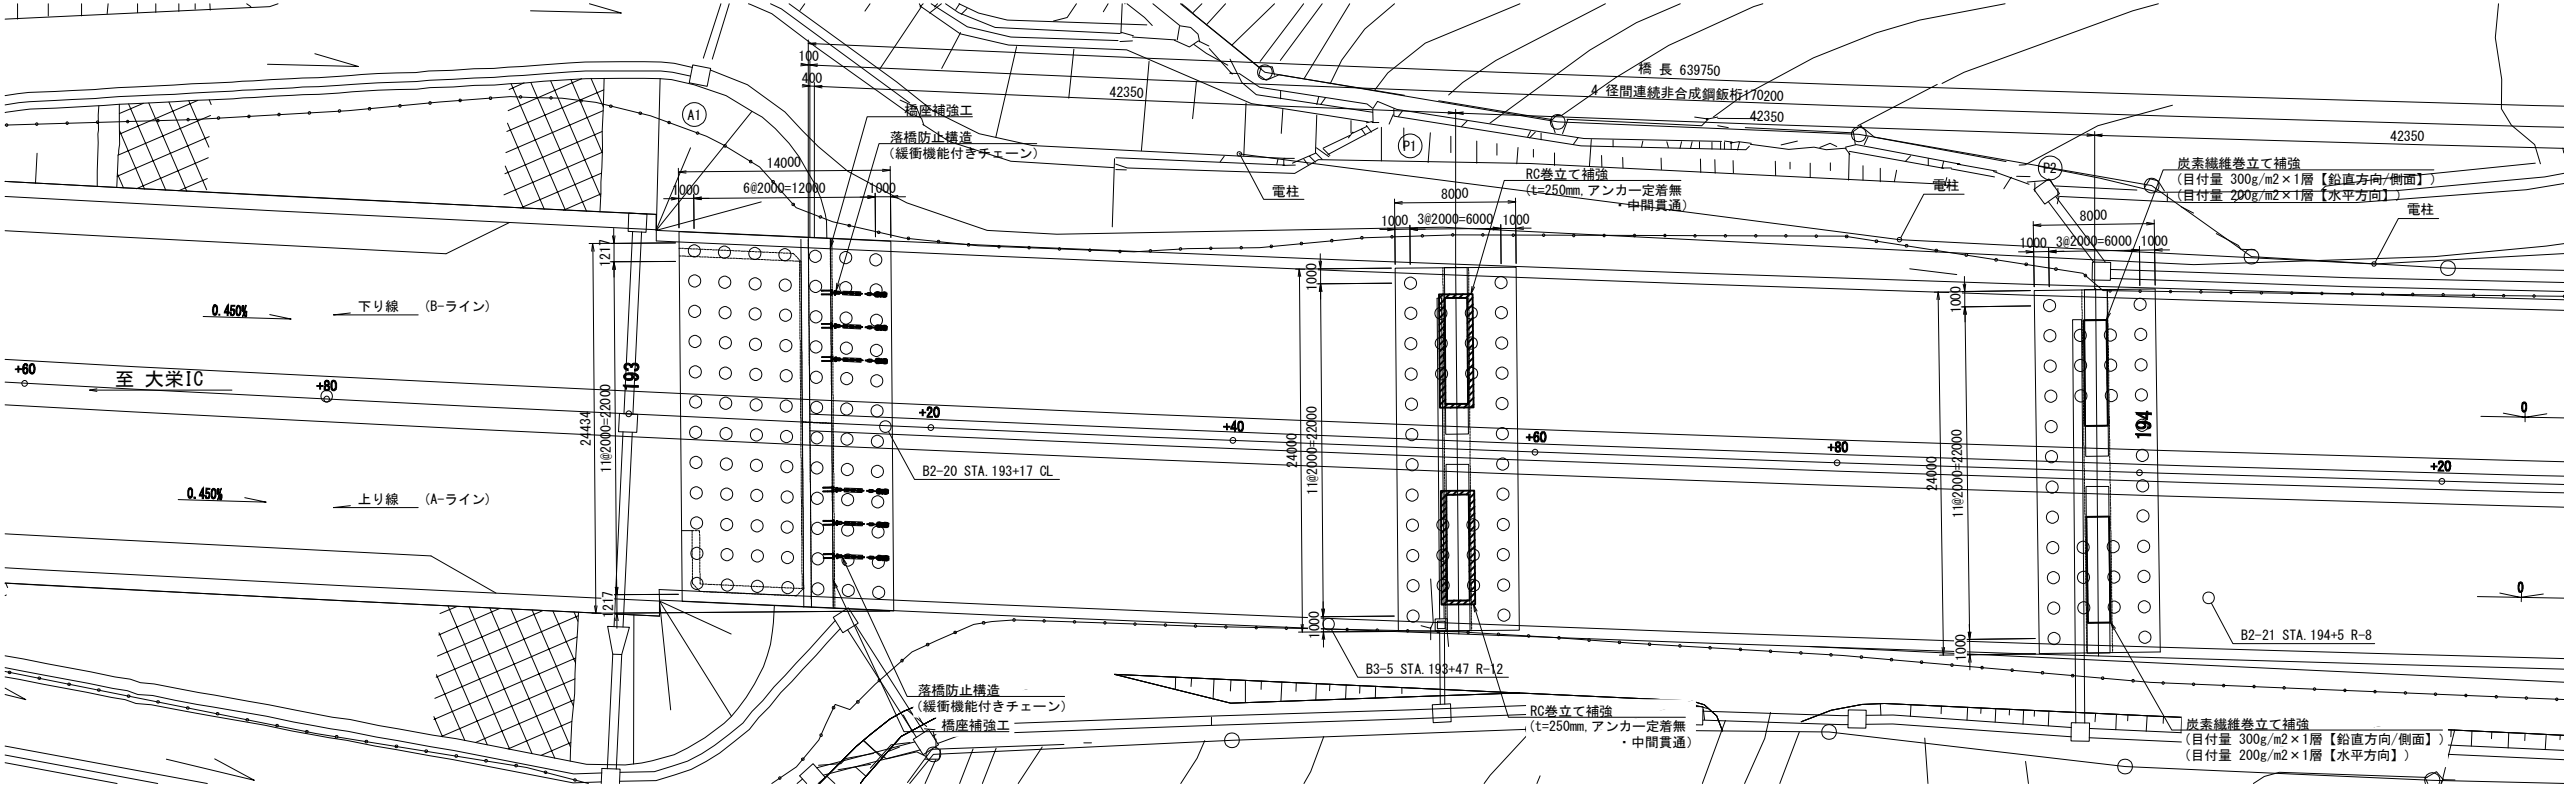 100
橋 長 639750
400
4 径間連続非合成鋼鈑桁170200
42350
42350
42350
A1
橋座補強工
落橋防止構造
(緩衝機能付きチェーン)
P1
P2
14000
1000
6@2000=12000
1000
電柱
RC巻立て補強
(t=250mm,アンカー定着無
・中間貫通)
8000
1000
3@2000=6000
1000
電柱
炭素繊維巻立て補強
(目付量 300g/m2×1層【鉛直方向/側面】)
(目付量 200g/m2×1層【水平方向】)
電柱
8000
1000
3@2000=6000
1000
1217
1000
1000
0.450%
下り線 (B-ライン)
+60
至 大栄IC
+80
193
24434
11@2000=22000
+20
+40
24000
11@2000=22000
+60
+80
24000
11@2000=22000
194
+20
0
B2-20 STA.193+17 CL
0.450%
上り線 (A-ライン)
0
1217
1000
1000
B3-5 STA.193+47 R-12
B2-21 STA.194+5 R-8
落橋防止構造
(緩衝機能付きチェーン)
橋座補強工
RC巻立て補強
(t=250mm,アンカー定着無
・中間貫通)
炭素繊維巻立て補強
(目付量 300g/m2×1層【鉛直方向/側面】)
(目付量 200g/m2×1層【水平方向】)